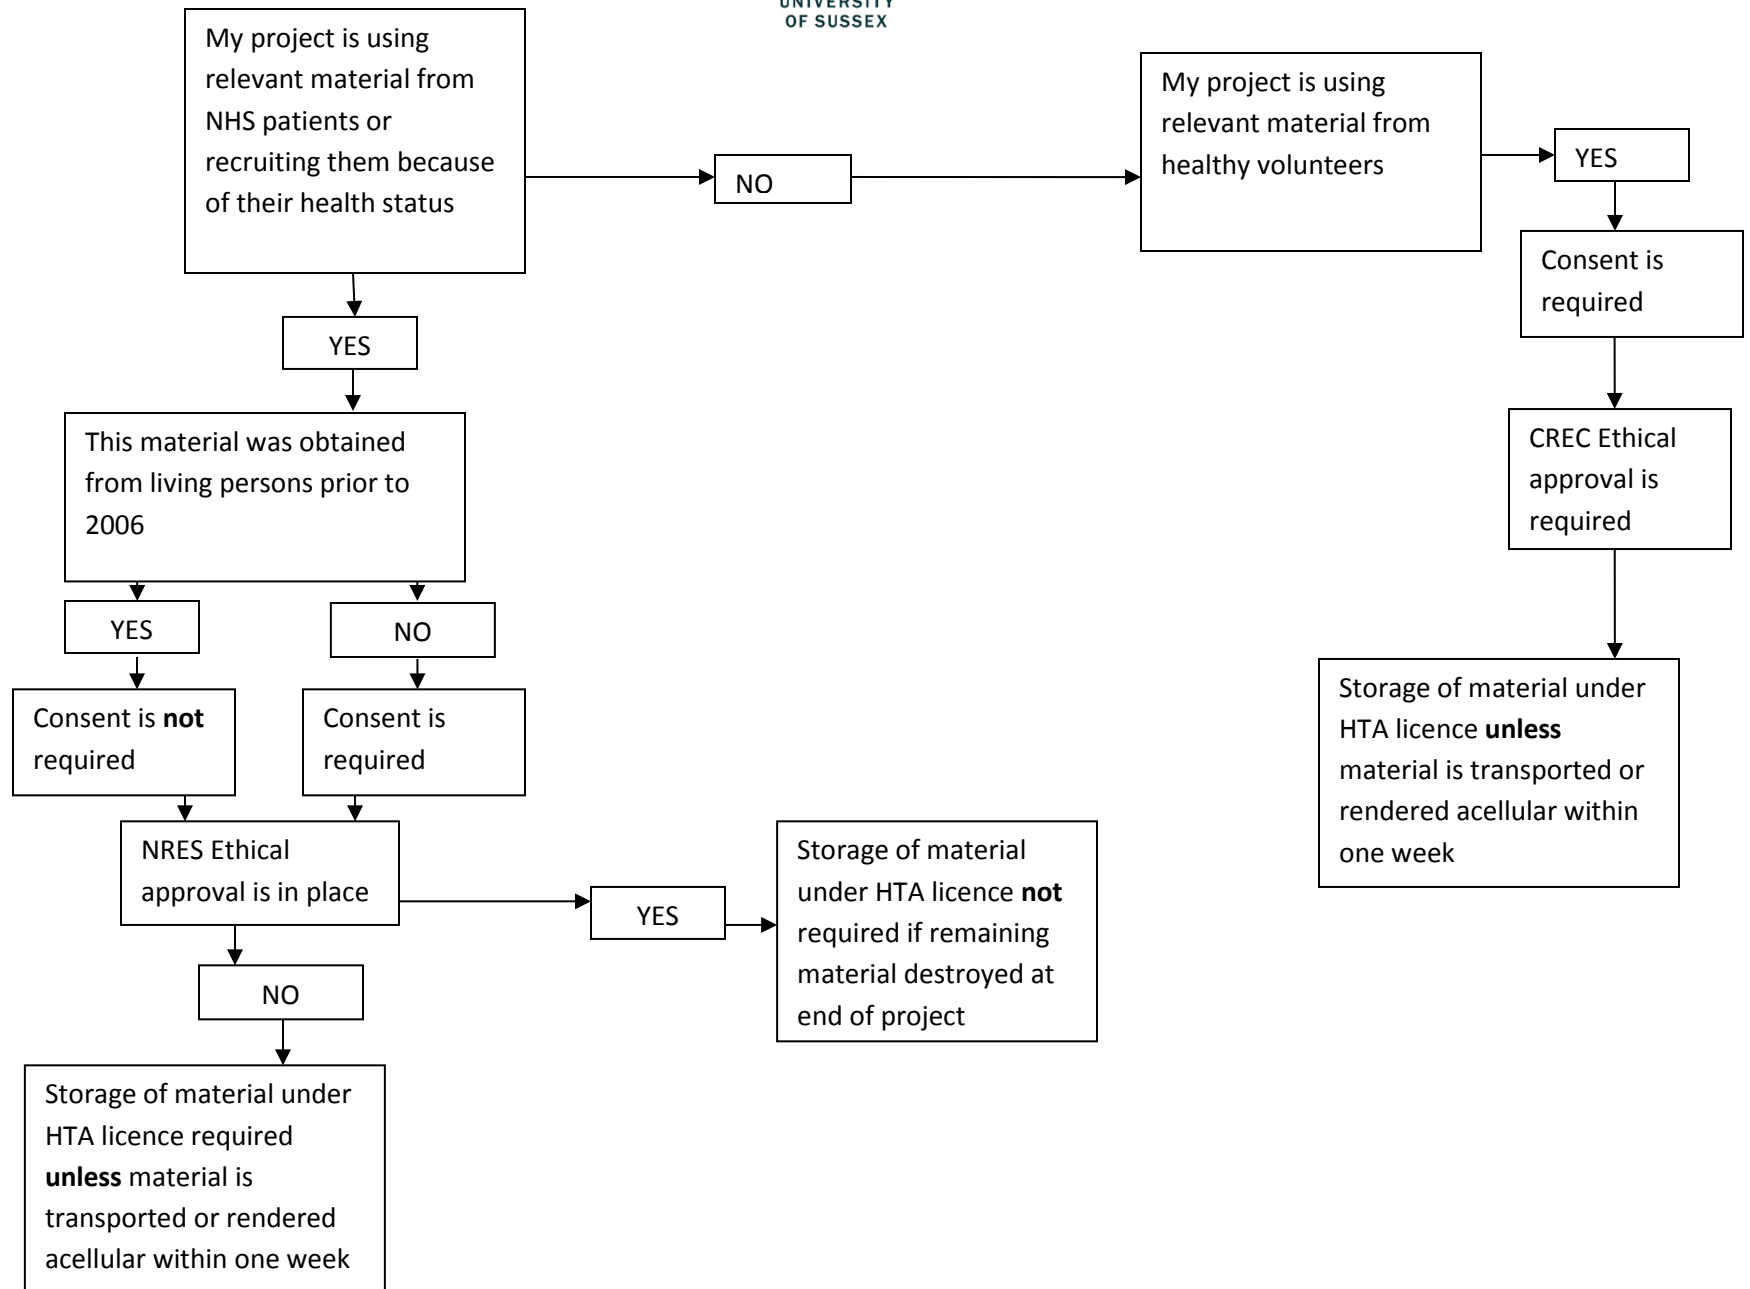 UNIVERSITY
OF SUSSEX
My project is using
relevant material from
NHS patients or
recruiting them because
of their health status
NO
My project is using
relevant material from
healthy volunteers
YES
Consent is
required
CREC Ethical
approval is
required
Storage of material under
HTA licence unless
material is transported or
rendered acellular within
one week
YES
This material was obtained
from living persons prior to
2006
YES
NO
Consent is not
required
Consent is
required
NRES Ethical
approval is in place
YES
Storage of material
under HTA licence not
required if remaining
material destroyed at
end of project
NO
Storage of material under
HTA licence required
unless material is
transported or rendered
acellular within one week